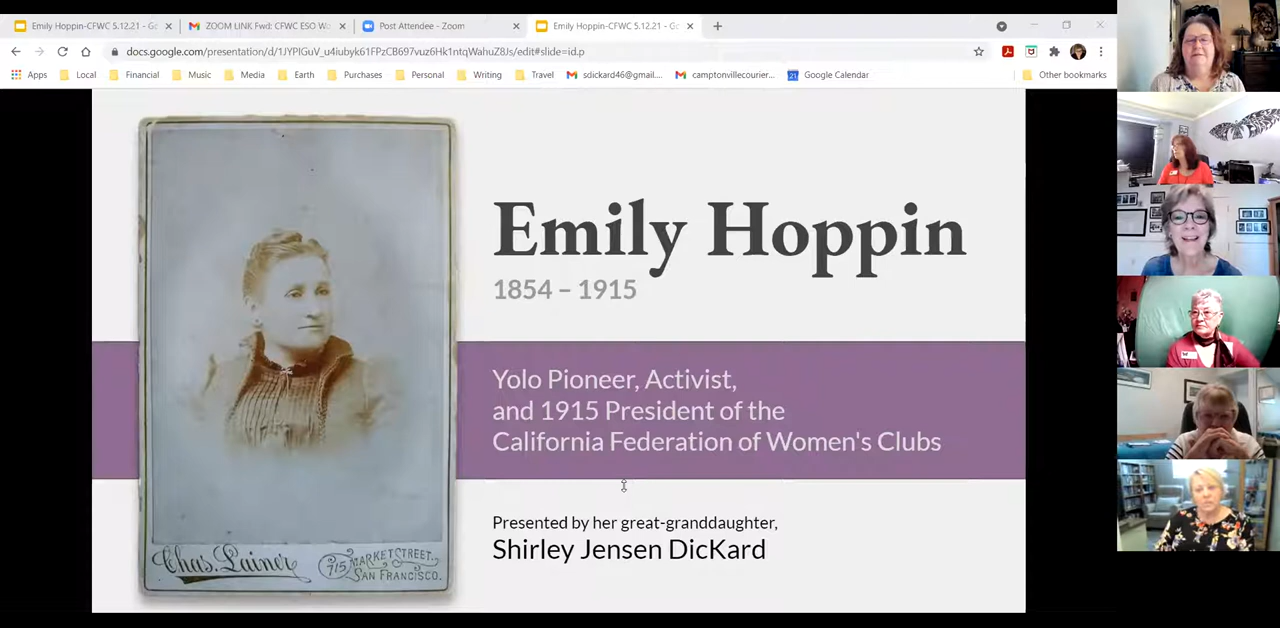 Emily Hoppin-CFWC 5.12.21 - Go
ZOOM LINK Fwd: CFWC ESO Wo
Post Attendee - Zoom
Emily Hoppin-CFWC 5.12.21 - Go
docs.google.com/presentation/d/1JYPIGuV_u4iubyk61FPzCB697vuz6Hk1ntqWahuZ8Js/edit#slide=id.p
Apps Local Financial Music Media Earth Purchases Personal Writing Travel sdickard46@gmail.... camptonvillecourier... Google Calendar Other bookmarks
Emily Hoppin
1854 – 1915
Yolo Pioneer, Activist,
and 1915 President of the
California Federation of Women's Clubs
Presented by her great-granddaughter,
Shirley Jensen DicKard
Chas. Lainer
715 MARKET STREET.
SAN FRANCISCO.